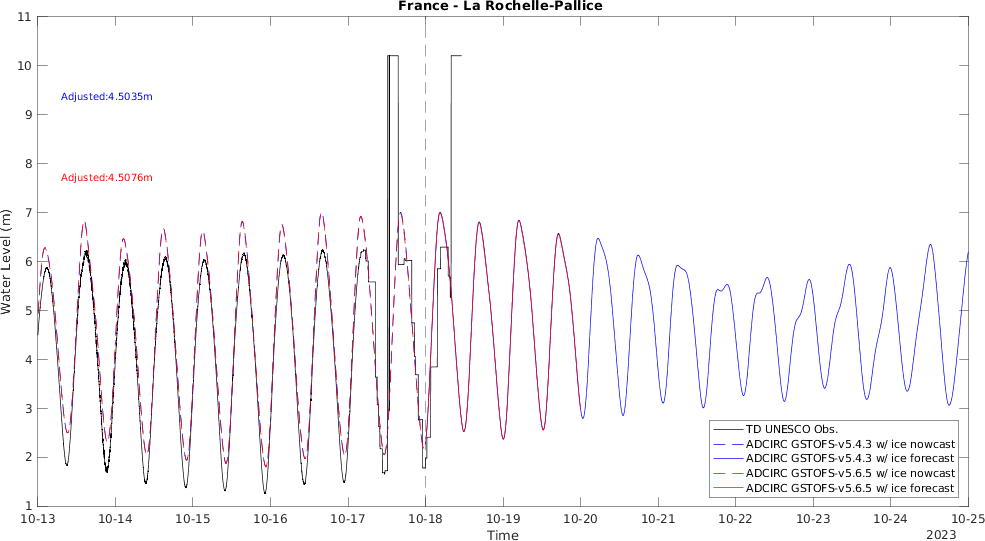 France - La Rochelle-Pallice
11
10
9
8
7
6
5
4
3
2
1
Water Level (m)
Adjusted:4.5035m
Adjusted:4.5076m
TD UNESCO Obs.
ADCIRC GSTOFS-v5.4.3 w/ ice nowcast
ADCIRC GSTOFS-v5.4.3 w/ ice forecast
ADCIRC GSTOFS-v5.6.5 w/ ice nowcast
ADCIRC GSTOFS-v5.6.5 w/ ice forecast
10-13 10-14 10-15 10-16 10-17 10-18 10-19 10-20 10-21 10-22 10-23 10-24 10-25
Time
2023